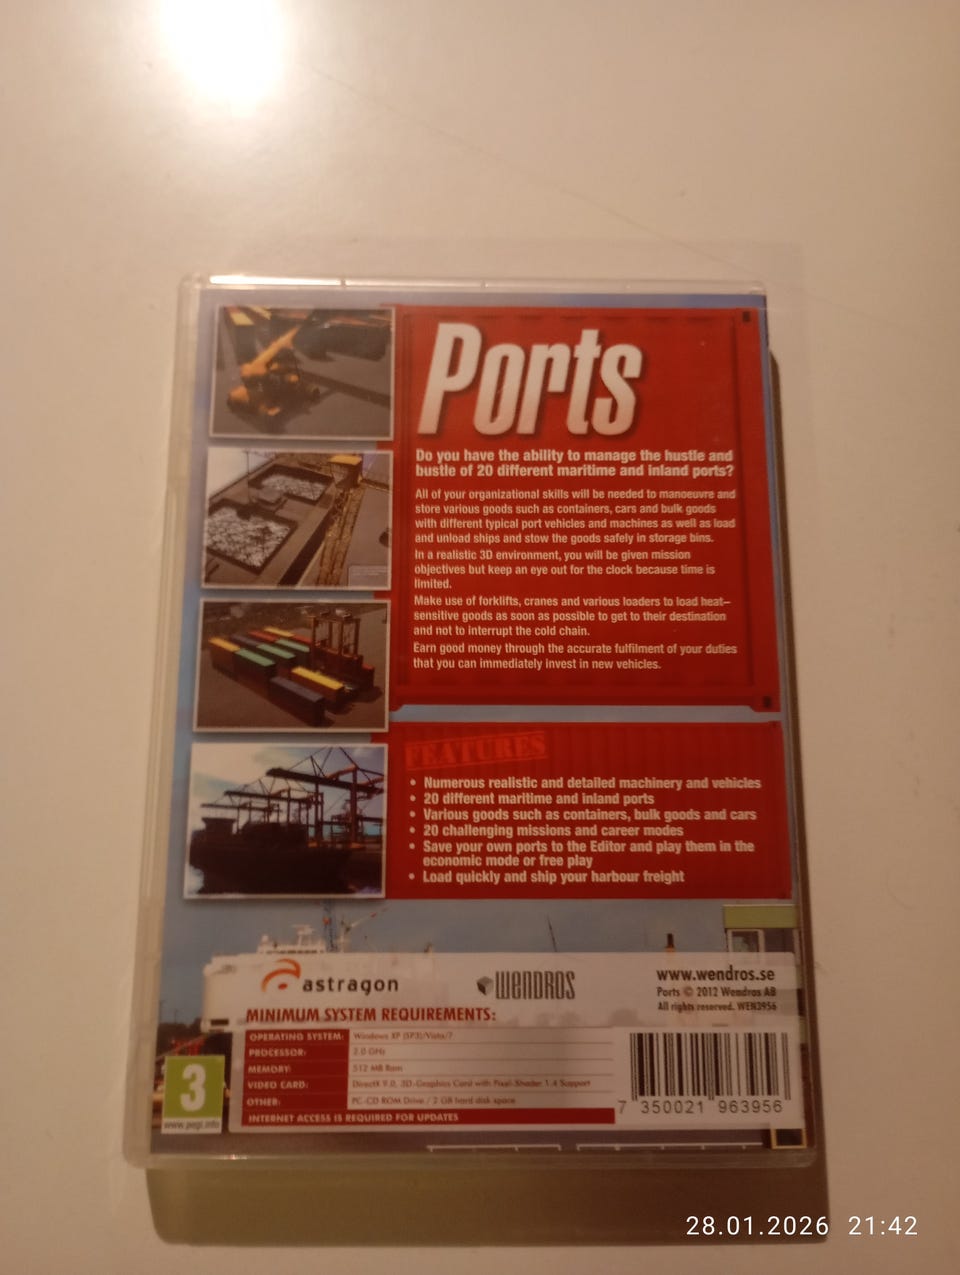 Ports
Do you have the ability to manage the hustle and
bustle of 20 different maritime and inland ports?
All of your organizational skills will be needed to manoeuvre and
store various goods such as containers, cars and bulk goods
with different typical port vehicles and machines as well as load
and unload ships and stow the goods safely in storage bins.
In a realistic 3D environment, you will be given mission
objectives but keep an eye out for the clock because time is
limited.
Make use of forklifts, cranes and various loaders to load heat–
sensitive goods as soon as possible to get to their destination
and not to interrupt the cold chain.
Earn good money through the accurate fulfilment of your duties
that you can immediately invest in new vehicles.
FEATURES
• Numerous realistic and detailed machinery and vehicles
• 20 different maritime and inland ports
• Various goods such as containers, bulk goods and cars
• 20 challenging missions and career modes
• Save your own ports to the Editor and play them in the
economic mode or free play
• Load quickly and ship your harbour freight
astragon
WENDROS
www.wendros.se
Ports © 2012 Wendros AB
All rights reserved. WEN3956
MINIMUM SYSTEM REQUIREMENTS:
OPERATING SYSTEM: Windows XP (SP3)/Vista/7
PROCESSOR: 2.0 GHz
MEMORY: 512 MB Ram
VIDEO CARD: DirectX 9.0, 3D-Graphics Card with Pixel-Shader 1.4 Support
OTHER: PC-CD ROM Drive / 2 GB hard disk space
INTERNET ACCESS IS REQUIRED FOR UPDATES
3
www.pegi.info
7 350021 963956
28.01.2026 21:42